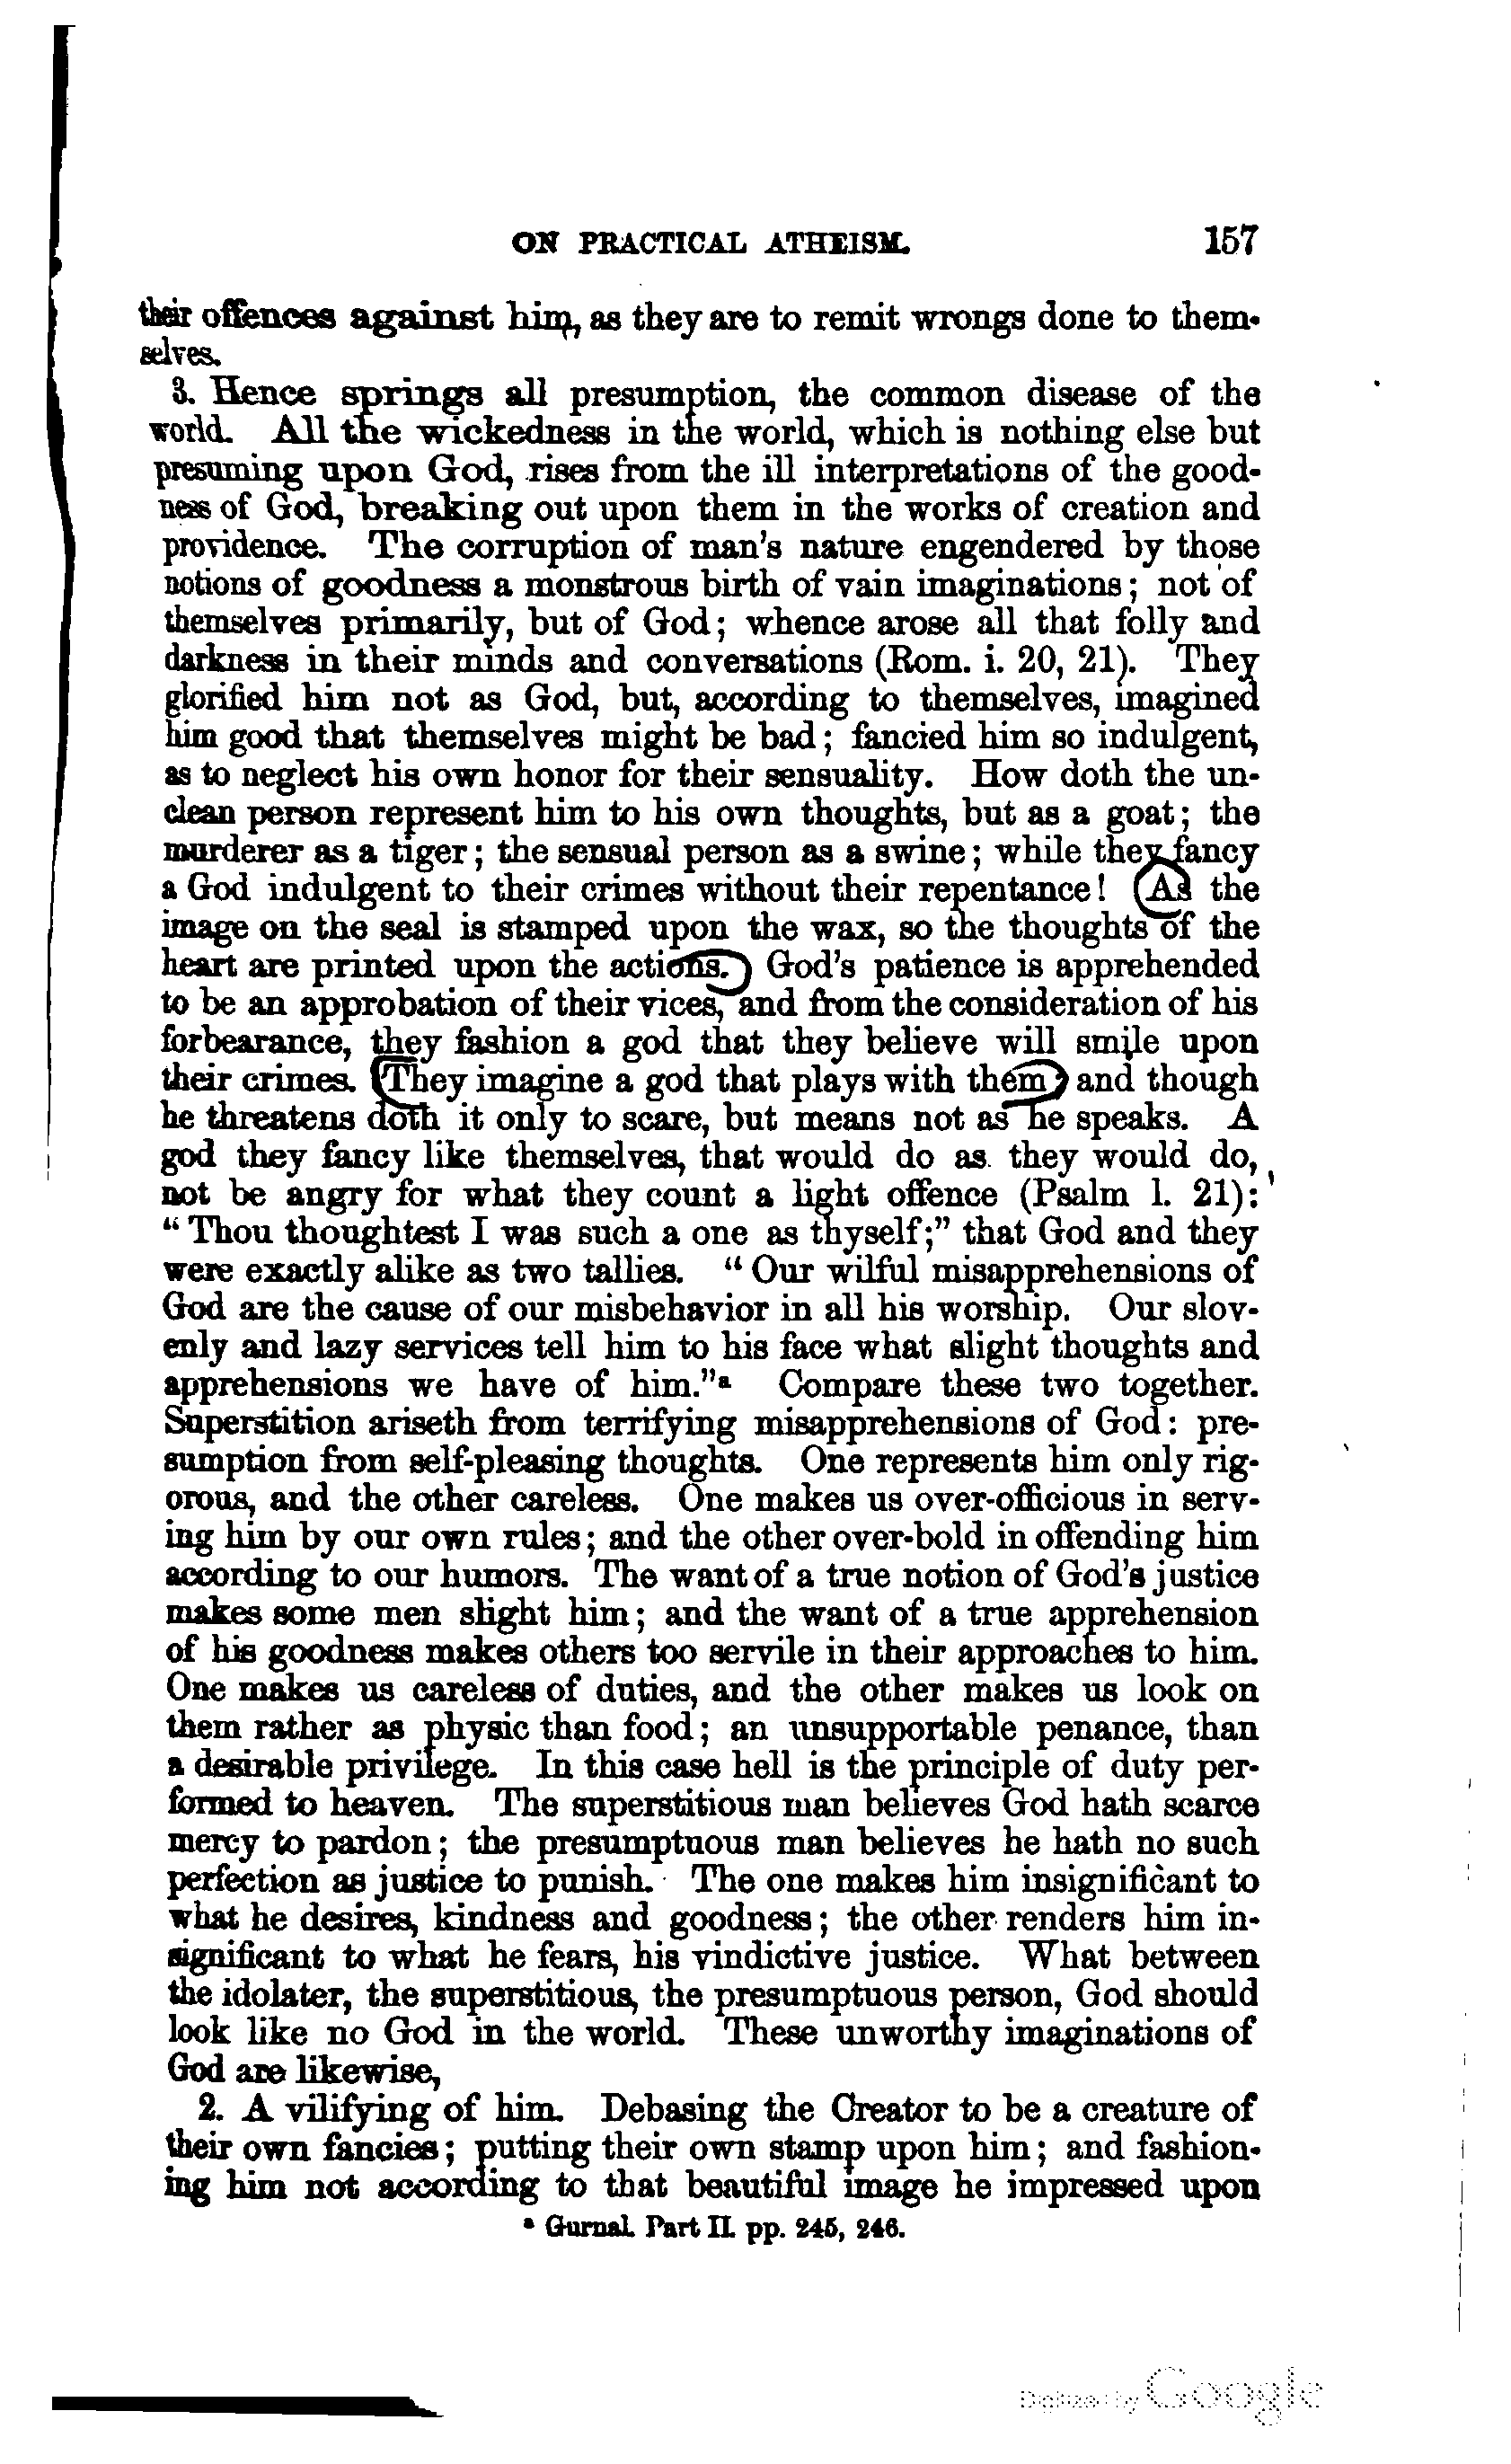 ON PRACTICAL ATHEISM. 157
their offences against him, as they are to remit wrongs done to them-
selves.
3. Hence springs all presumption, the common disease of the
world. All the wickedness in the world, which is nothing else but
presuming upon God, rises from the ill interpretations of the good-
ness of God, breaking out upon them in the works of creation and
providence. The corruption of man's nature engendered by those
notions of goodness a monstrous birth of vain imaginations; not of
themselves primarily, but of God; whence arose all that folly and
darkness in their minds and conversations (Rom. i. 20, 21). They
glorified him not as God, but, according to themselves, imagined
him good that themselves might be bad; fancied him so indulgent,
as to neglect his own honor for their sensuality. How doth the un-
clean person represent him to his own thoughts, but as a goat; the
murderer as a tiger; the sensual person as a swine; while they fancy
a God indulgent to their crimes without their repentance! As the
image on the seal is stamped upon the wax, so the thoughts of the
heart are printed upon the actions. God's patience is apprehended
to be an approbation of their vices, and from the consideration of his
forbearance, they fashion a god that they believe will smile upon
their crimes. They imagine a god that plays with them; and though
he threatens doth it only to scare, but means not as he speaks. A
god they fancy like themselves, that would do as they would do,
not be angry for what they count a light offence (Psalm l. 21):
“Thou thoughtest I was such a one as thyself;” that God and they
were exactly alike as two tallies. “Our wilful misapprehensions of
God are the cause of our misbehavior in all his worship. Our slov-
enly and lazy services tell him to his face what slight thoughts and
apprehensions we have of him.”a Compare these two together.
Superstition ariseth from terrifying misapprehensions of God: pre-
sumption from self-pleasing thoughts. One represents him only rig-
orous, and the other careless. One makes us over-officious in serv-
ing him by our own rules; and the other over-bold in offending him
according to our humors. The want of a true notion of God's justice
makes some men slight him; and the want of a true apprehension
of his goodness makes others too servile in their approaches to him.
One makes us careless of duties, and the other makes us look on
them rather as physic than food; an unsupportable penance, than
a desirable privilege. In this case hell is the principle of duty per-
formed to heaven. The superstitious man believes God hath scarce
mercy to pardon; the presumptuous man believes he hath no such
perfection as justice to punish. The one makes him insignificant to
what he desires, kindness and goodness; the other renders him in-
significant to what he fears, his vindictive justice. What between
the idolater, the superstitious, the presumptuous person, God should
look like no God in the world. These unworthy imaginations of
God are likewise,
2. A vilifying of him. Debasing the Creator to be a creature of
their own fancies; putting their own stamp upon him; and fashion-
ing him not according to that beautiful image he impressed upon
a Gurnal. Part II. pp. 245, 246.
Digitized by Google